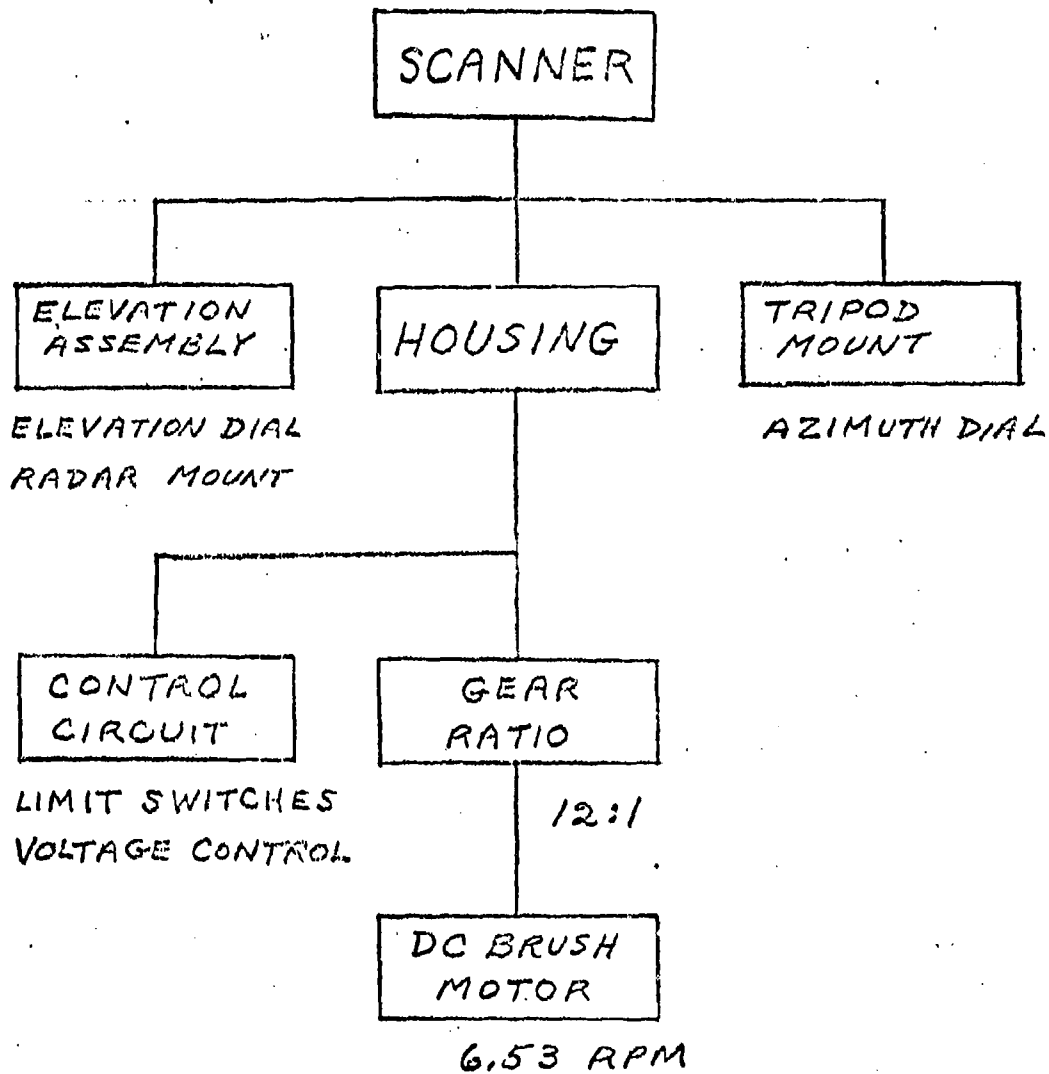 SCANNER
ELEVATION
ASSEMBLY
HOUSING
TRIPOD
MOUNT
ELEVATION DIAL
RADAR MOUNT
AZIMUTH DIAL
CONTROL
CIRCUIT
GEAR
RATIO
LIMIT SWITCHES
VOLTAGE CONTROL
12:1
DC BRUSH
MOTOR
6.53 RPM